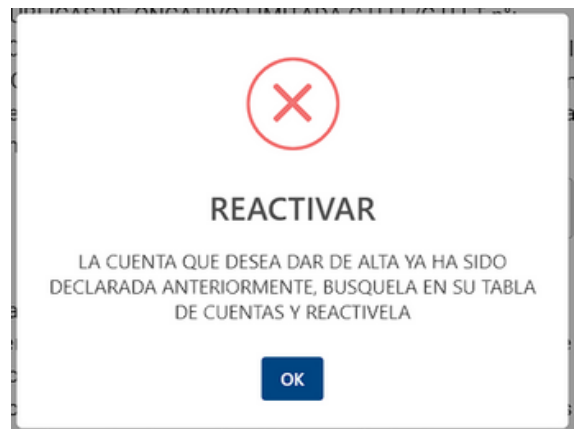 REACTIVAR
LA CUENTA QUE DESEA DAR DE ALTA YA HA SIDO
DECLARADA ANTERIORMENTE, BUSQUELA EN SU TABLA
DE CUENTAS Y REACTIVELA
OK